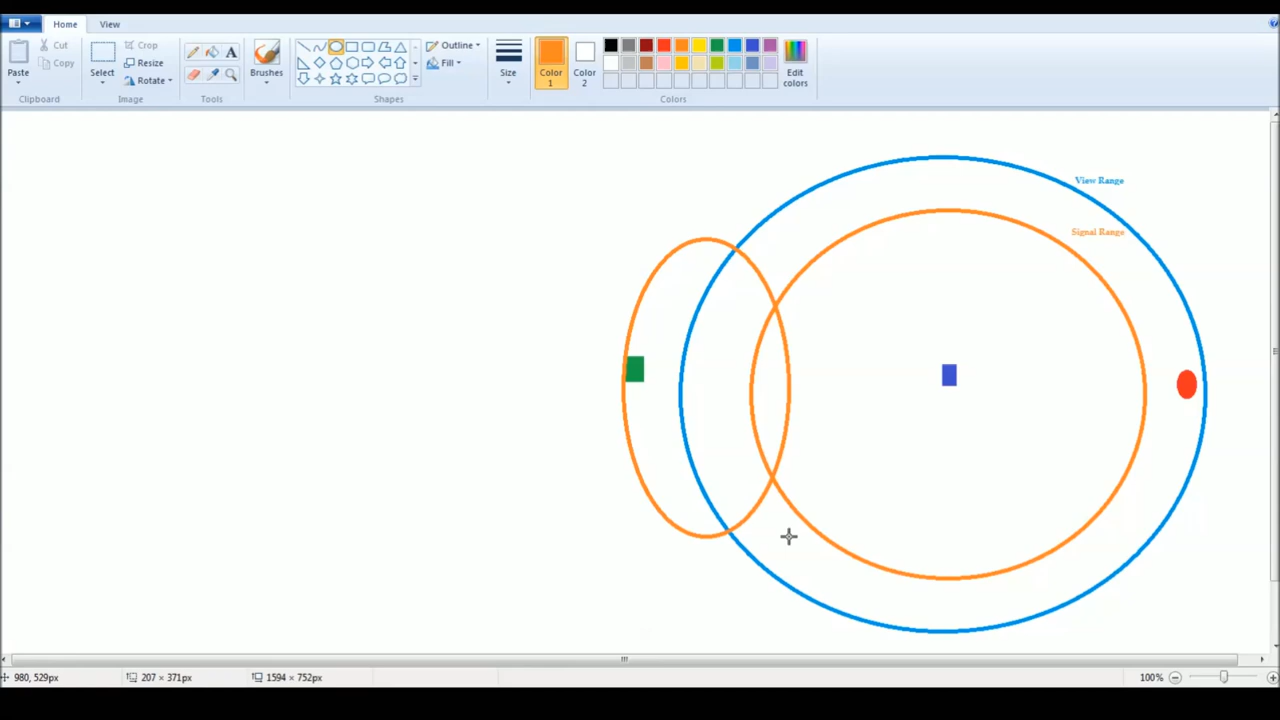 Home View
Paste
Cut
Copy
Clipboard
Select
Crop
Resize
Rotate
Image
A
Tools
Brushes
Shapes
Outline
Fill
Size
Color 1
Color 2
Edit colors
Colors
View Range
Signal Range
980, 529px
207 × 371px
1594 × 752px
100%